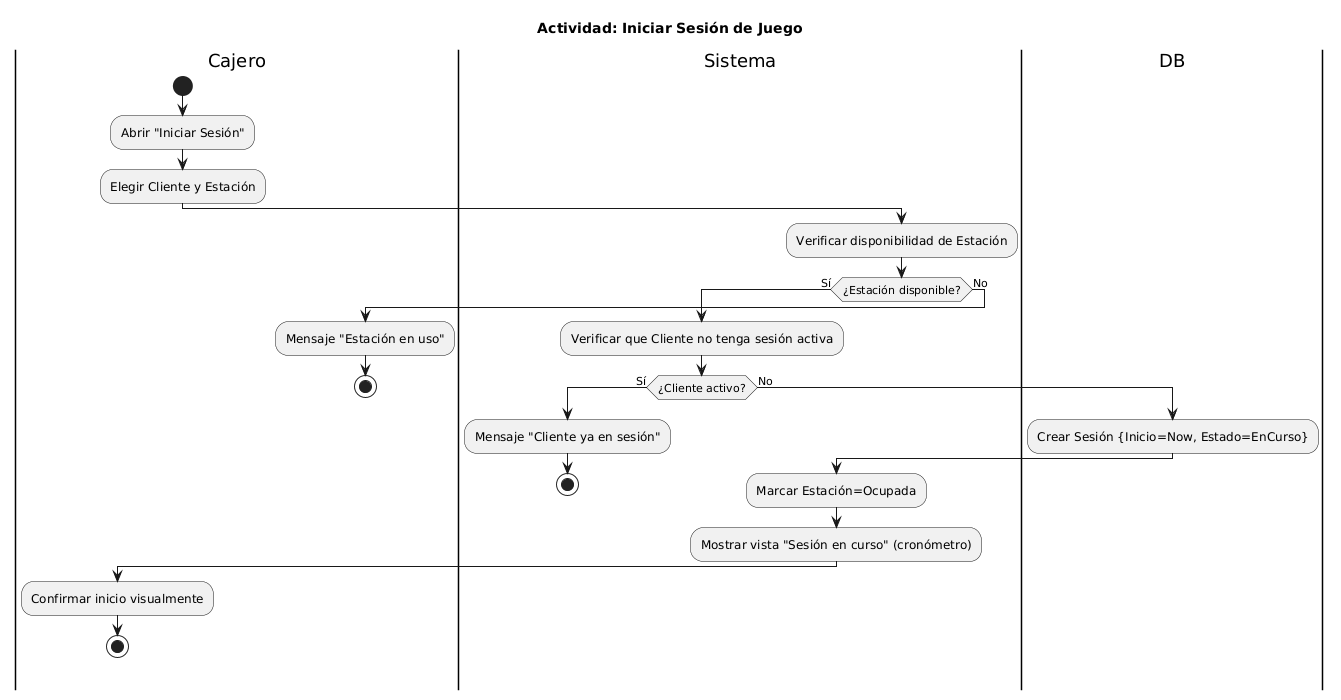 Actividad: Iniciar Sesión de Juego
Cajero
Sistema
DB
Abrir "Iniciar Sesión"
Elegir Cliente y Estación
Verificar disponibilidad de Estación
Sí
¿Estación disponible?
No
Mensaje "Estación en uso"
Verificar que Cliente no tenga sesión activa
Sí
¿Cliente activo?
No
Mensaje "Cliente ya en sesión"
Crear Sesión {Inicio=Now, Estado=EnCurso}
Marcar Estación=Ocupada
Mostrar vista "Sesión en curso" (cronómetro)
Confirmar inicio visualmente